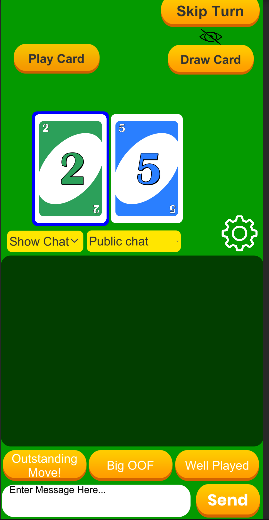 Skip Turn
Play Card
Draw Card
2
5
2
5
2
5
Show Chat
Public chat
Outstanding
Move!
Big OOF
Well Played
Enter Message Here...
Send